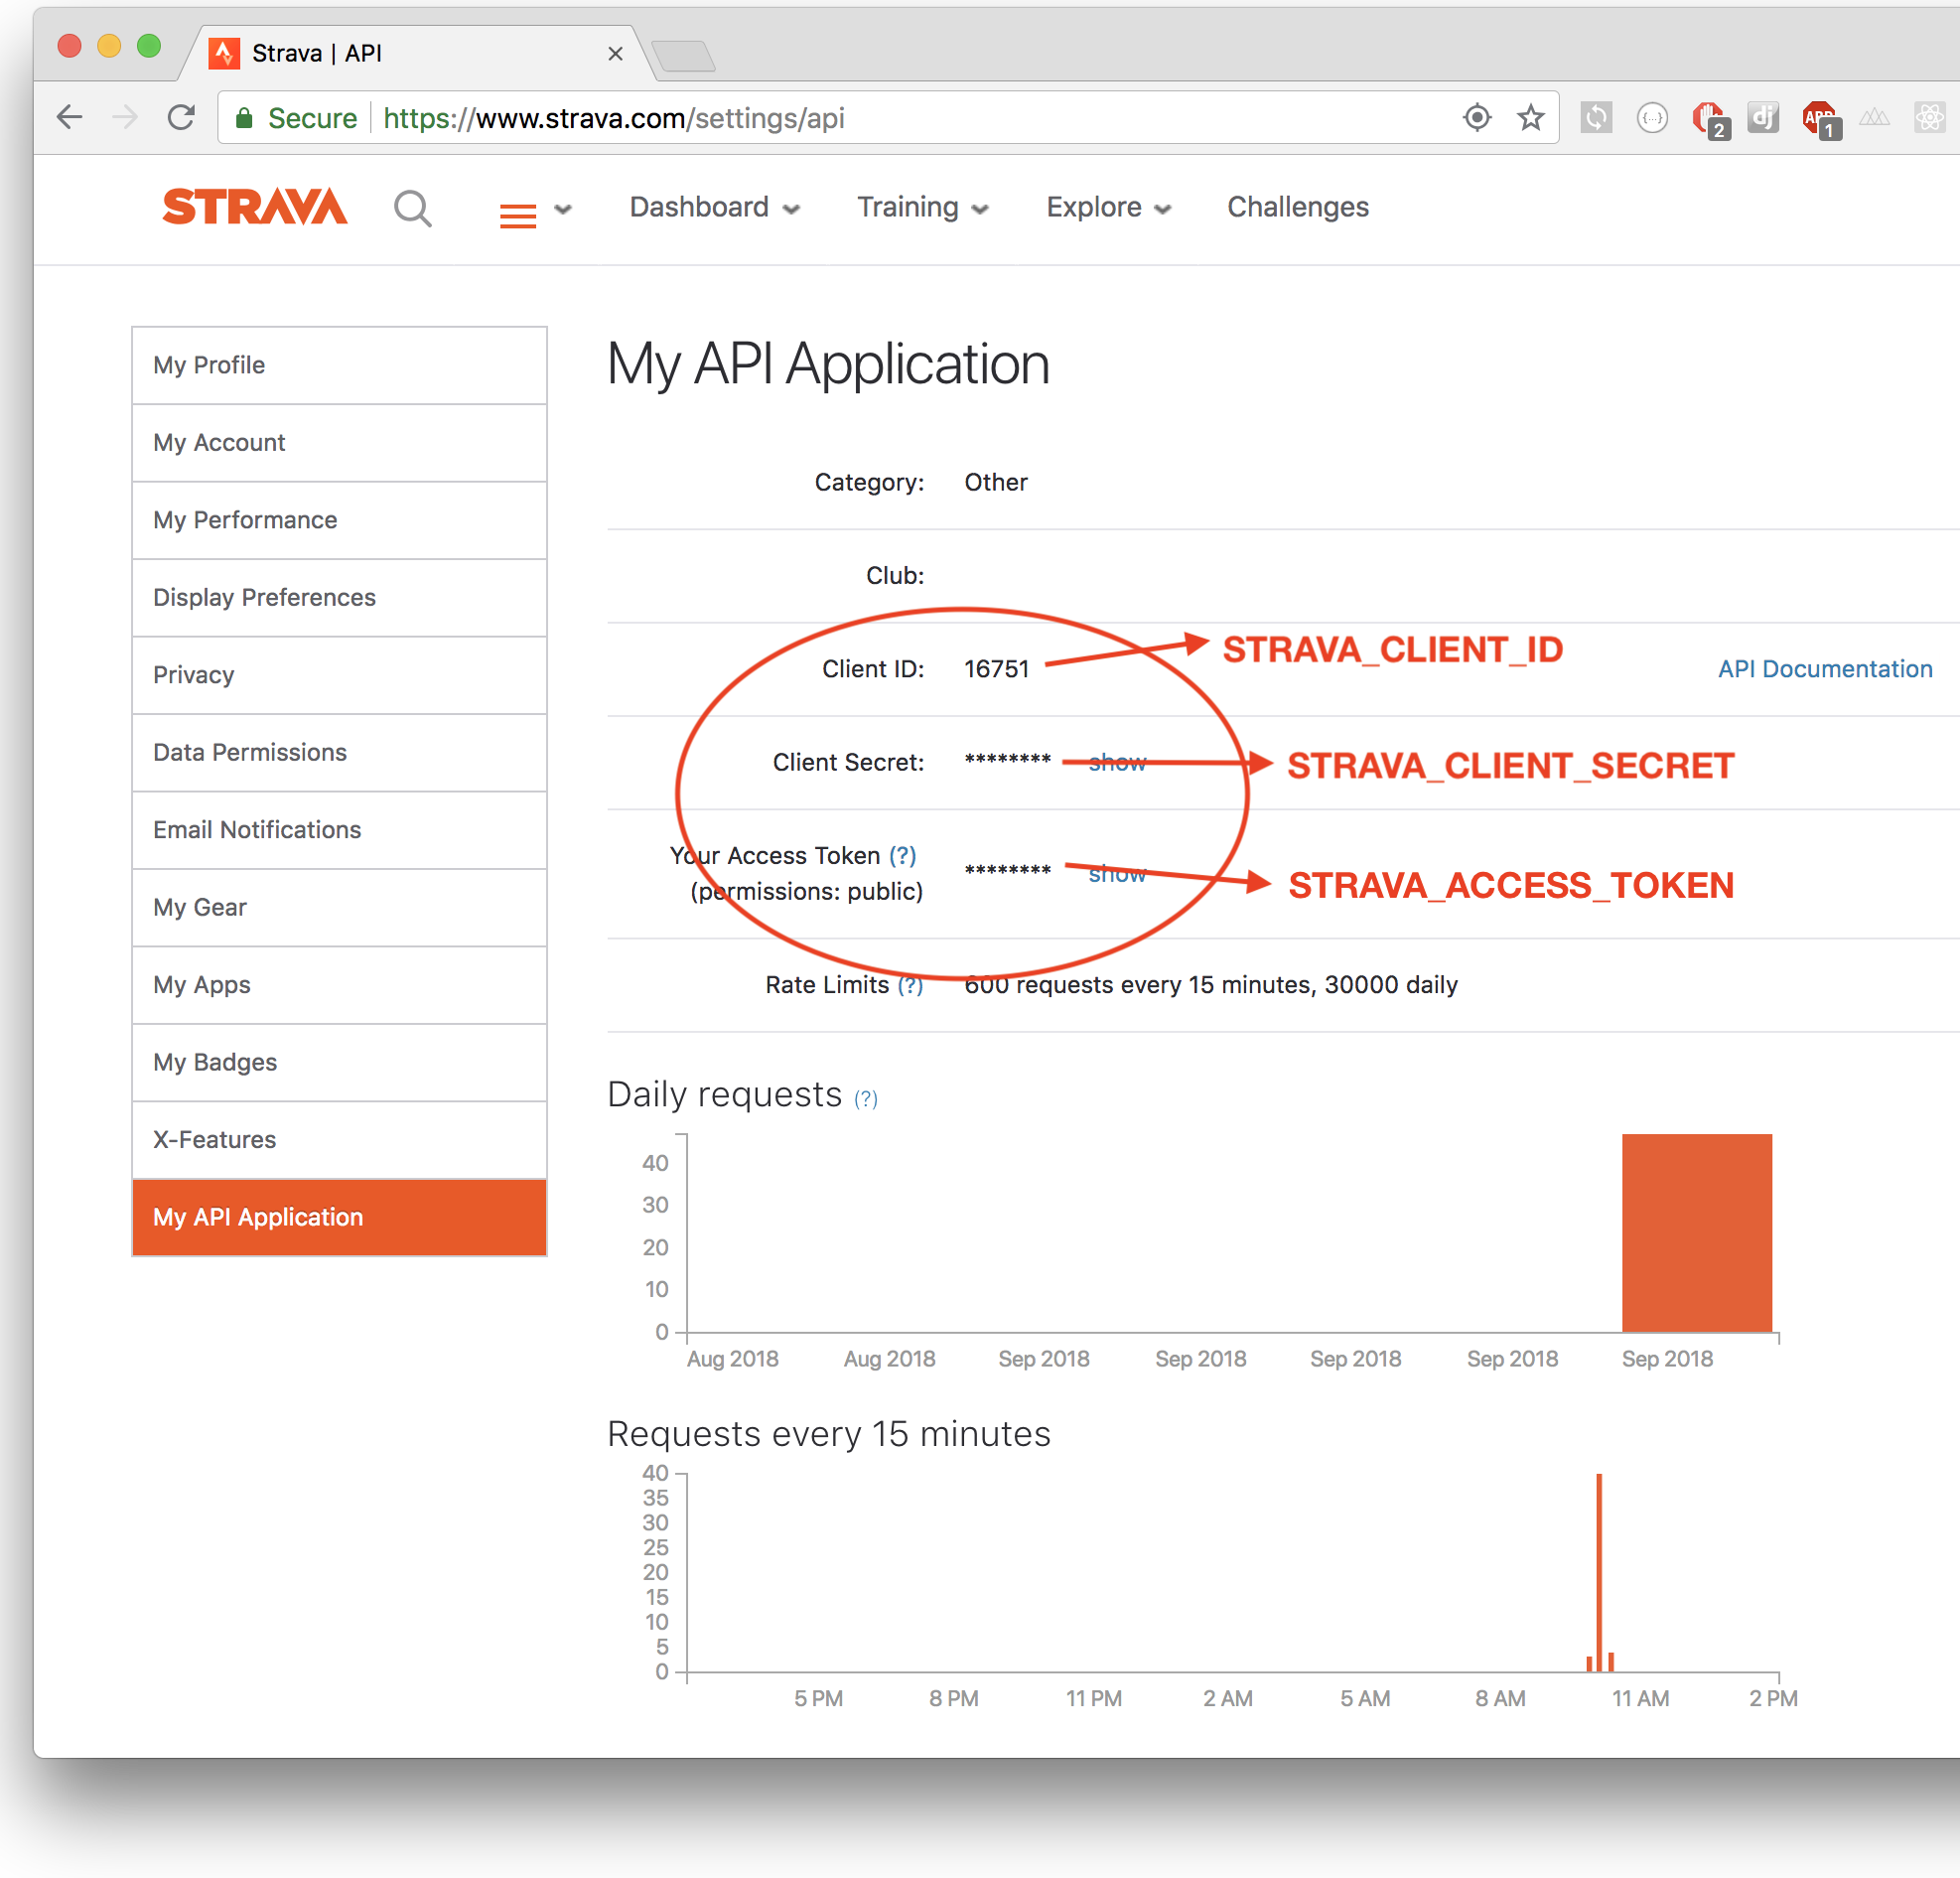 Strava | API
Secure https://www.strava.com/settings/api
{...} 2 dj ABP 1
STRAVA Dashboard Training Explore Challenges
My Profile
My Account
My Performance
Display Preferences
Privacy
Data Permissions
Email Notifications
My Gear
My Apps
My Badges
X-Features
My API Application
My API Application
Category: Other
Club:
Client ID: 16751 STRAVA_CLIENT_ID API Documentation
Client Secret: ******** show STRAVA_CLIENT_SECRET
Your Access Token (?) ******** show STRAVA_ACCESS_TOKEN
(permissions: public)
Rate Limits (?) 600 requests every 15 minutes, 30000 daily
Daily requests (?)
40
30
20
10
0
Aug 2018 Aug 2018 Sep 2018 Sep 2018 Sep 2018 Sep 2018 Sep 2018
Requests every 15 minutes
40
35
30
25
20
15
10
5
0
5 PM 8 PM 11 PM 2 AM 5 AM 8 AM 11 AM 2 PM